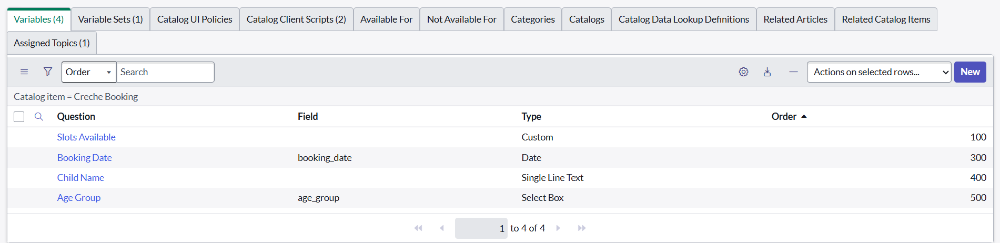 Variables (4) Variable Sets (1) Catalog UI Policies Catalog Client Scripts (2) Available For Not Available For Categories Catalogs Catalog Data Lookup Definitions Related Articles Related Catalog Items
Assigned Topics (1)
Order Search Actions on selected rows... New
Catalog item = Creche Booking
Question Field Type Order
Slots Available Custom 100
Booking Date booking_date Date 300
Child Name Single Line Text 400
Age Group age_group Select Box 500
1 to 4 of 4